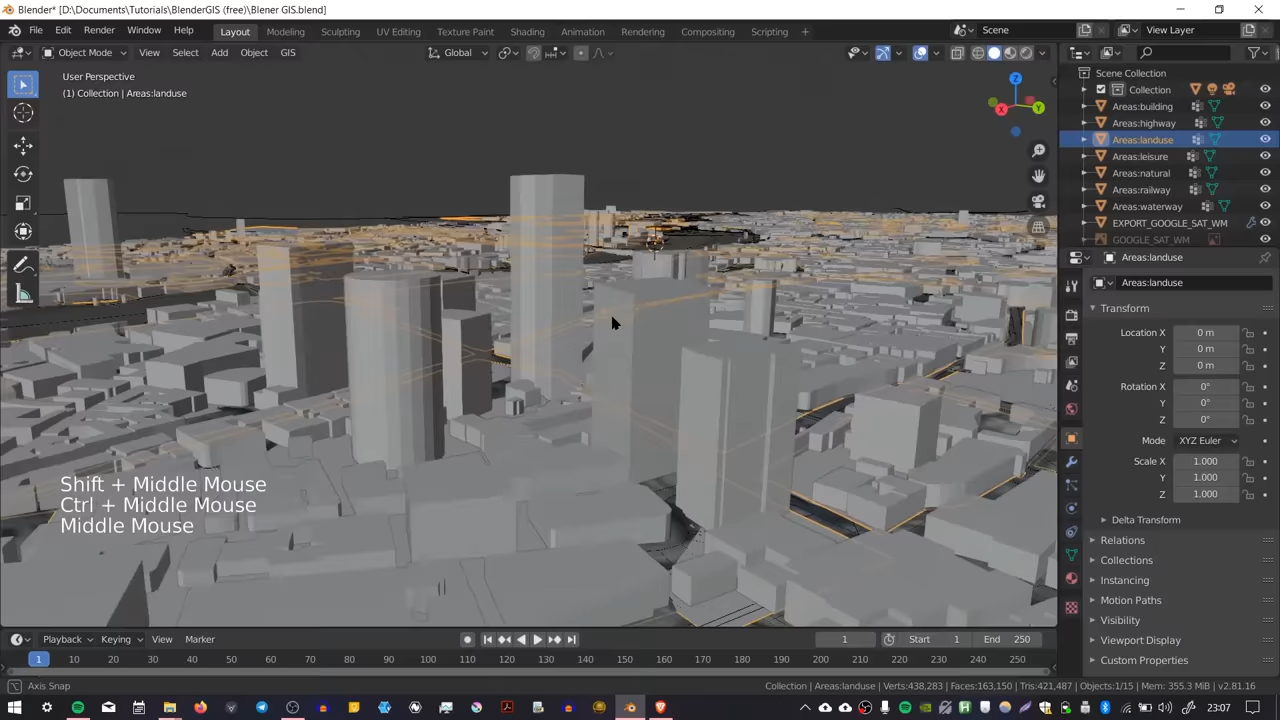 Blender* [D:\Documents\Tutorials\BlenderGIS (free)\Blener GIS.blend]
File Edit Render Window Help Layout Modeling Sculpting UV Editing Texture Paint Shading Animation Rendering Compositing Scripting + Scene View Layer
Object Mode View Select Add Object GIS Global
User Perspective
(1) Collection | Areas:landuse
Z
X
Y
Scene Collection
Collection
Areas:building
Areas:highway
Areas:landuse
Areas:leisure
Areas:natural
Areas:railway
Areas:waterway
EXPORT_GOOGLE_SAT_WM
GOOGLE_SAT_WM
Areas:landuse
Areas:landuse
Transform
Location X 0 m
Y 0 m
Z 0 m
Rotation X 0°
Y 0°
Z 0°
Mode XYZ Euler
Scale X 1.000
Y 1.000
Z 1.000
Delta Transform
Relations
Collections
Instancing
Motion Paths
Visibility
Viewport Display
Custom Properties
Shift + Middle Mouse
Ctrl + Middle Mouse
Middle Mouse
Playback Keying View Marker 1 Start 1 End 250
1 10 20 30 40 50 60 70 80 90 100 110 120 130 140 150 160 170 180 190 200 210 220 230 240 250
Axis Snap Collection | Areas:landuse | Verts:438,283 | Faces:163,150 | Tris:421,487 | Objects:1/15 | Mem: 355.3 MiB | v2.81.16
23:07